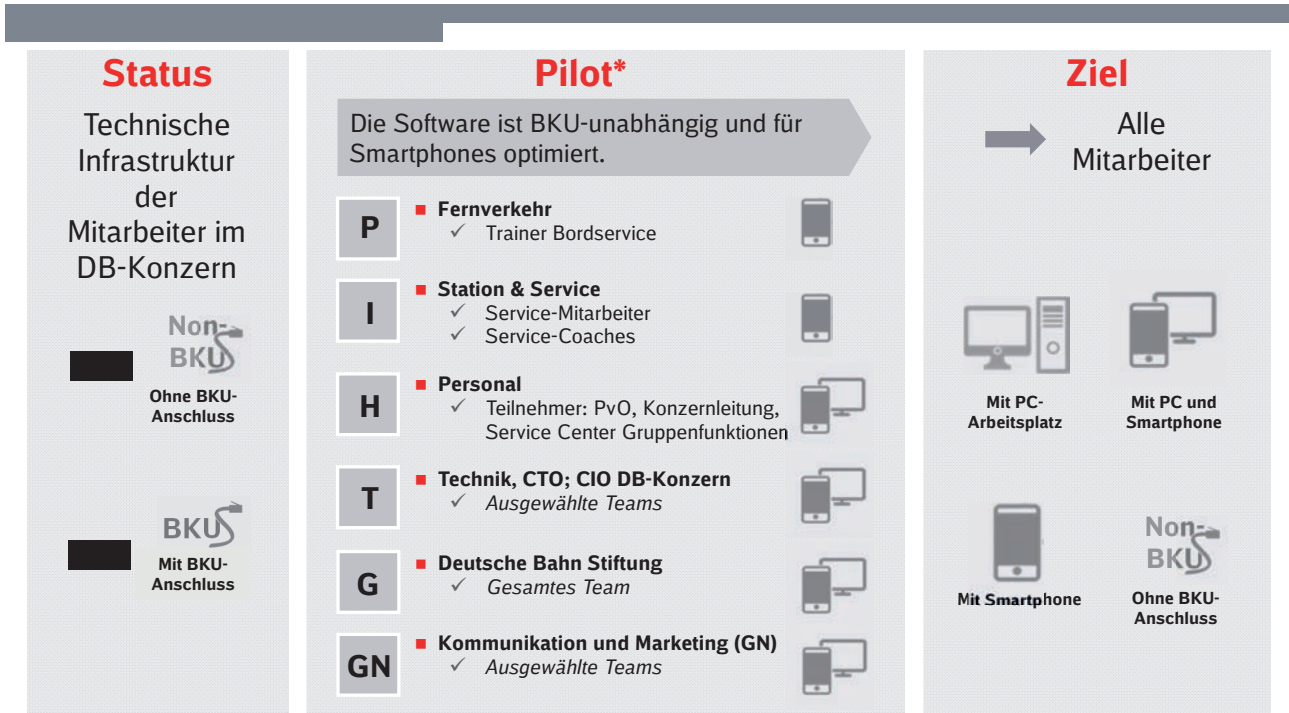 Status
Technische
Infrastruktur
der
Mitarbeiter im
DB-Konzern
Non-
BKU
Ohne BKU-
Anschluss
BKU
Mit BKU-
Anschluss
Pilot*
Die Software ist BKU-unabhängig und für
Smartphones optimiert.
P
■ Fernverkehr
✓ Trainer Bordservice
I
■ Station & Service
✓ Service-Mitarbeiter
✓ Service-Coaches
H
■ Personal
✓ Teilnehmer: PvO, Konzernleitung,
Service Center Gruppenfunktionen
T
■ Technik, CTO; CIO DB-Konzern
✓ Ausgewählte Teams
G
■ Deutsche Bahn Stiftung
✓ Gesamtes Team
GN
■ Kommunikation und Marketing (GN)
✓ Ausgewählte Teams
Ziel
Alle
Mitarbeiter
Mit PC-
Arbeitsplatz
Mit PC und
Smartphone
Mit Smartphone
Non-
BKU
Ohne BKU-
Anschluss